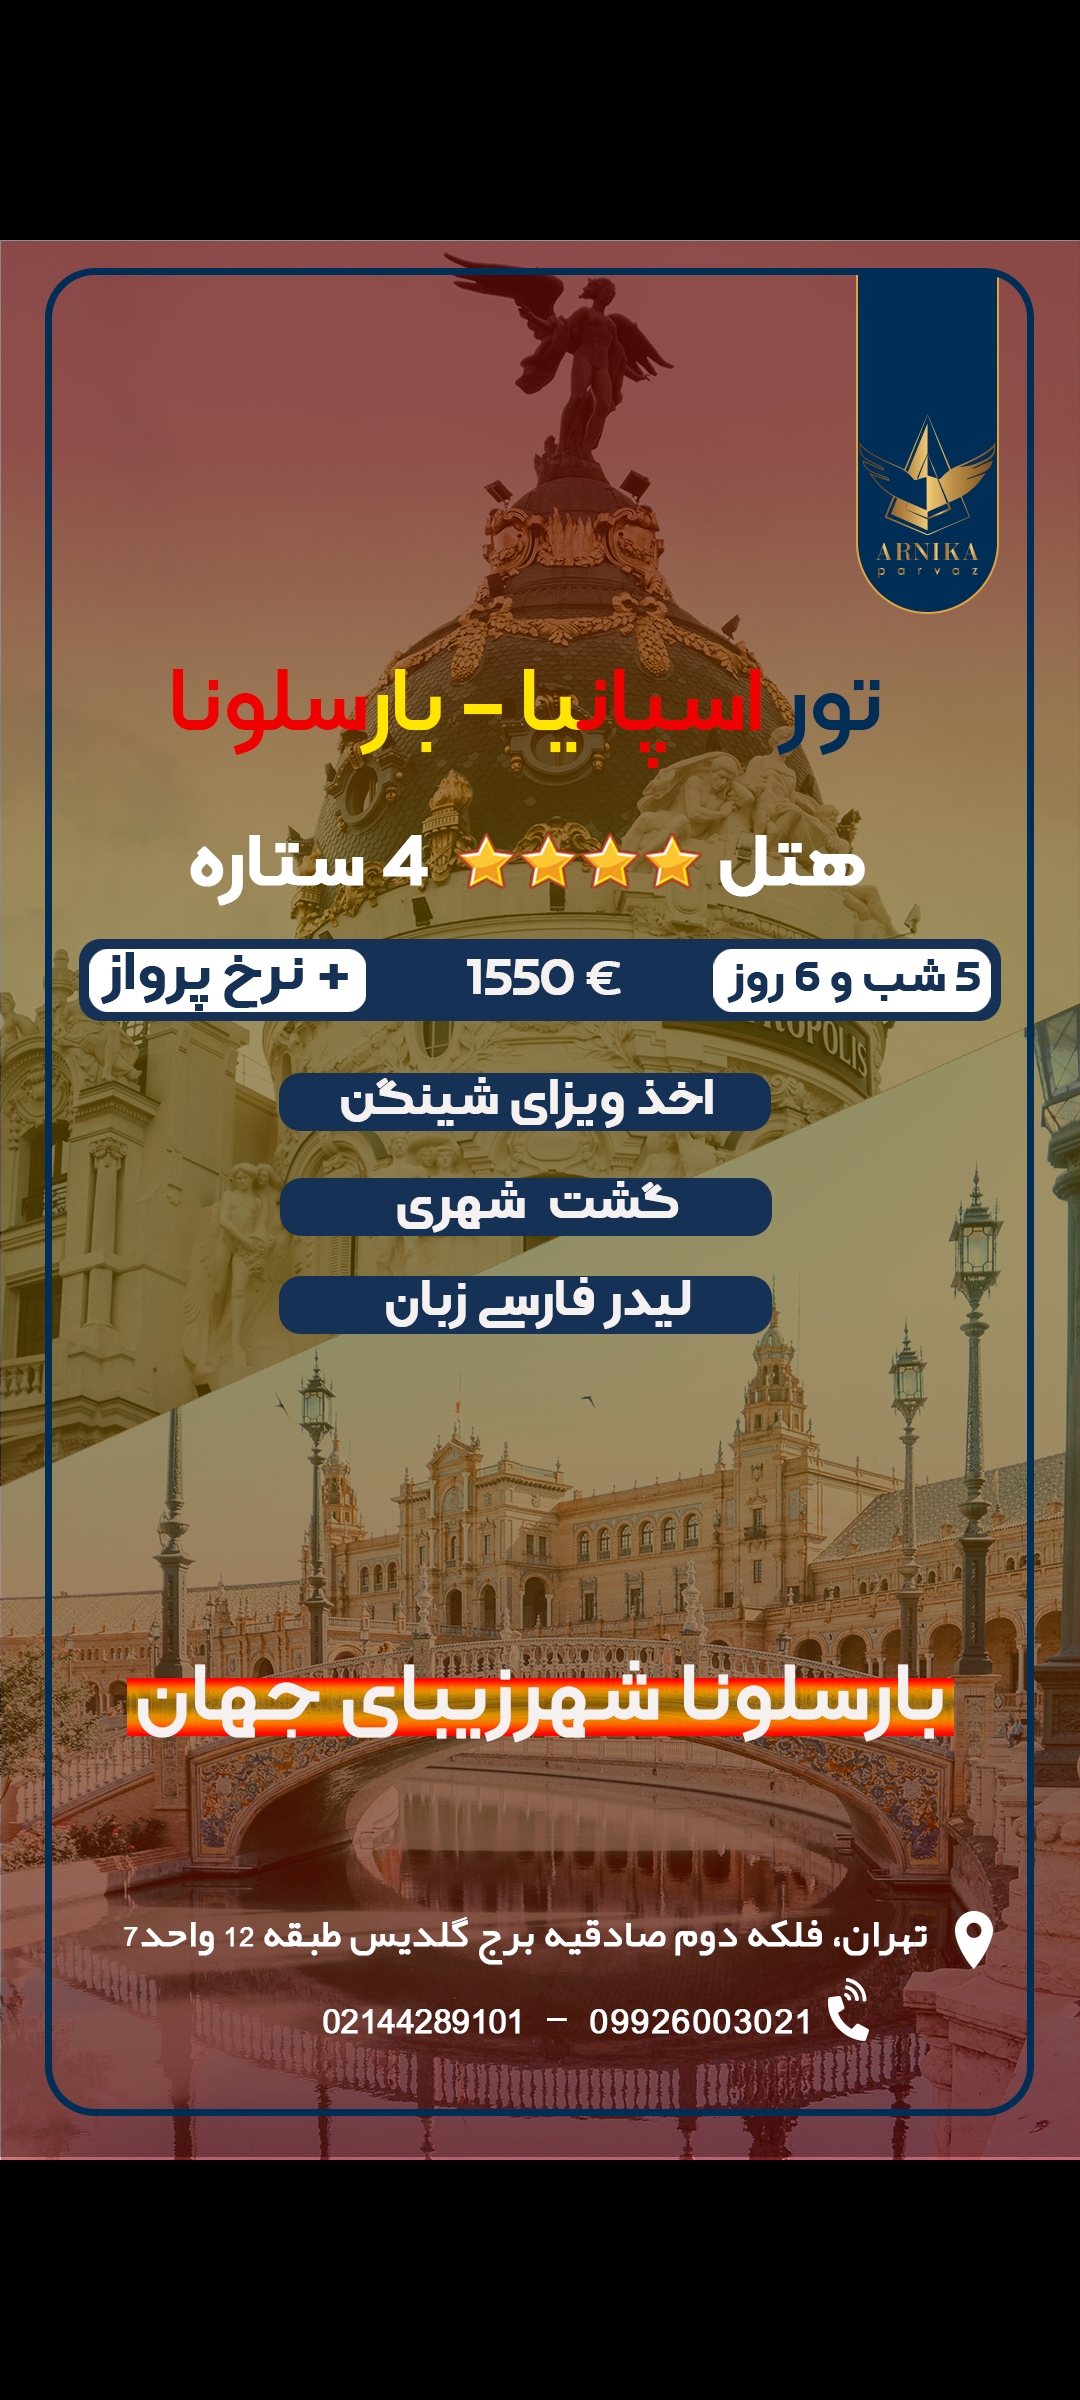 ARNIKA
parvaz
تور اسپانیا - بارسلونا
هتل ⭐⭐⭐⭐ 4 ستاره
5 شب و 6 روز
1550 €
+ نرخ پرواز
ROPOLIS
اخذ ویزای شینگن
گشت شهری
لیدر فارسی زبان
بارسلونا شهرزیبای جهان
تهران، فلکه دوم صادقیه برج گلدیس طبقه 12 واحد7
02144289101 – 09926003021